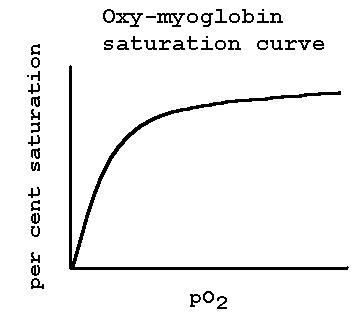 Oxy-myoglobin
saturation curve
per cent saturation
pO₂